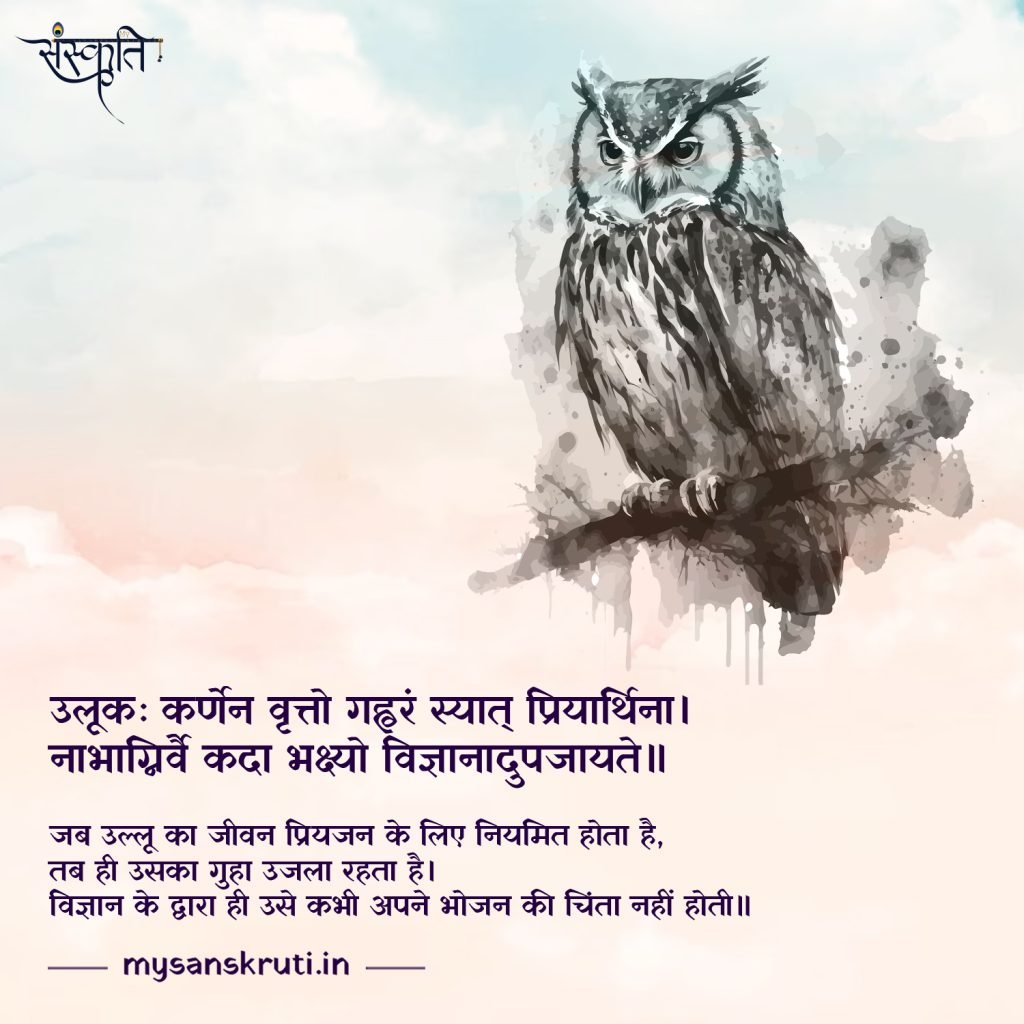 संस्कृति
उलूकः कर्णेन वृत्तो गह्वरं स्यात् प्रियार्थिना।
नाभाग्निर्वै कदा भक्ष्यो विज्ञानादुपजायते॥
जब उल्लू का जीवन प्रियजन के लिए नियमित होता है,
तब ही उसका गुहा उजला रहता है।
विज्ञान के द्वारा ही उसे कभी अपने भोजन की चिंता नहीं होती॥
mysanskruti.in